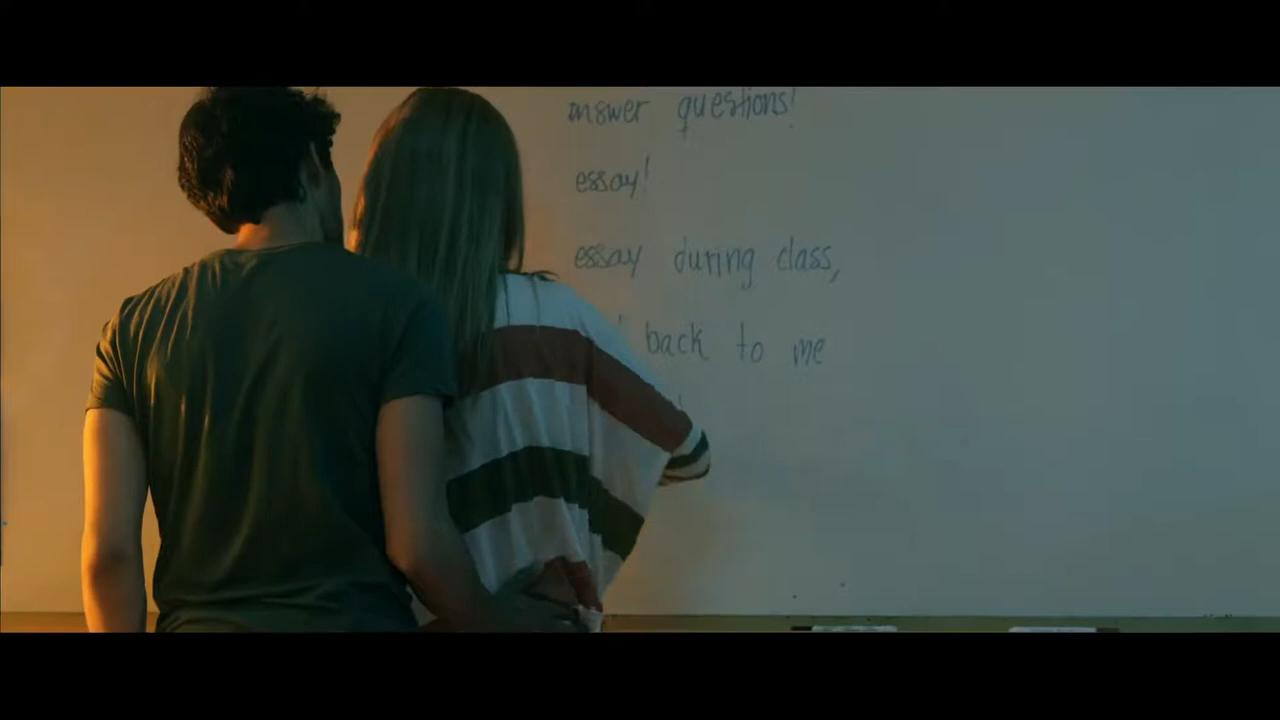 answer questions!
essay!
essay during class,
back to me